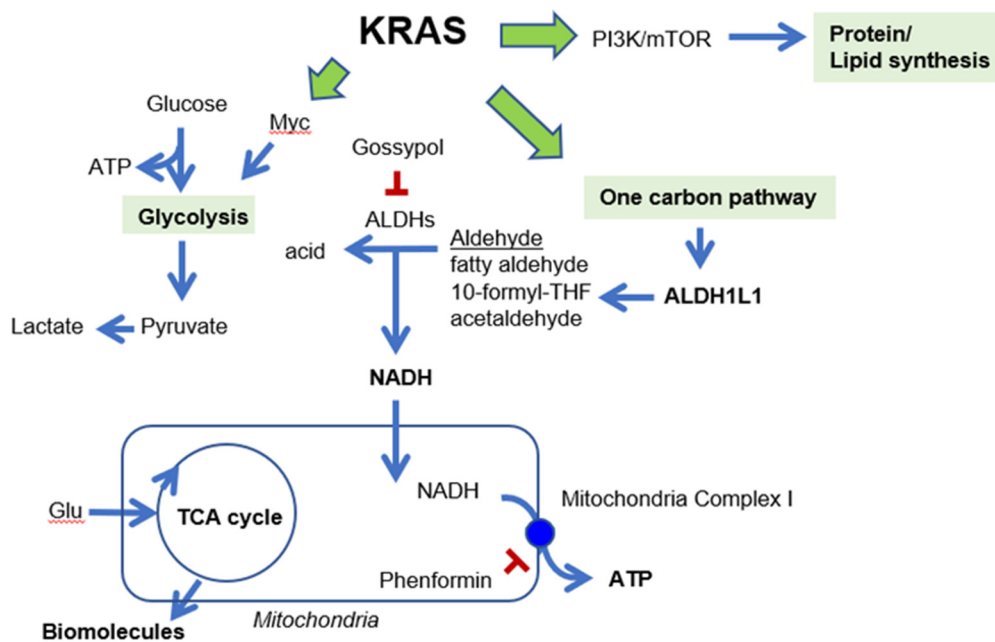 KRAS
PI3K/mTOR
Protein/
Lipid synthesis
Glucose
Myc
ATP
Gossypol
Glycolysis
ALDHs
One carbon pathway
acid
Aldehyde
fatty aldehyde
10-formyl-THF
acetaldehyde
ALDH1L1
Lactate
Pyruvate
NADH
Glu
TCA cycle
NADH
Mitochondria Complex I
Phenformin
ATP
Mitochondria
Biomolecules